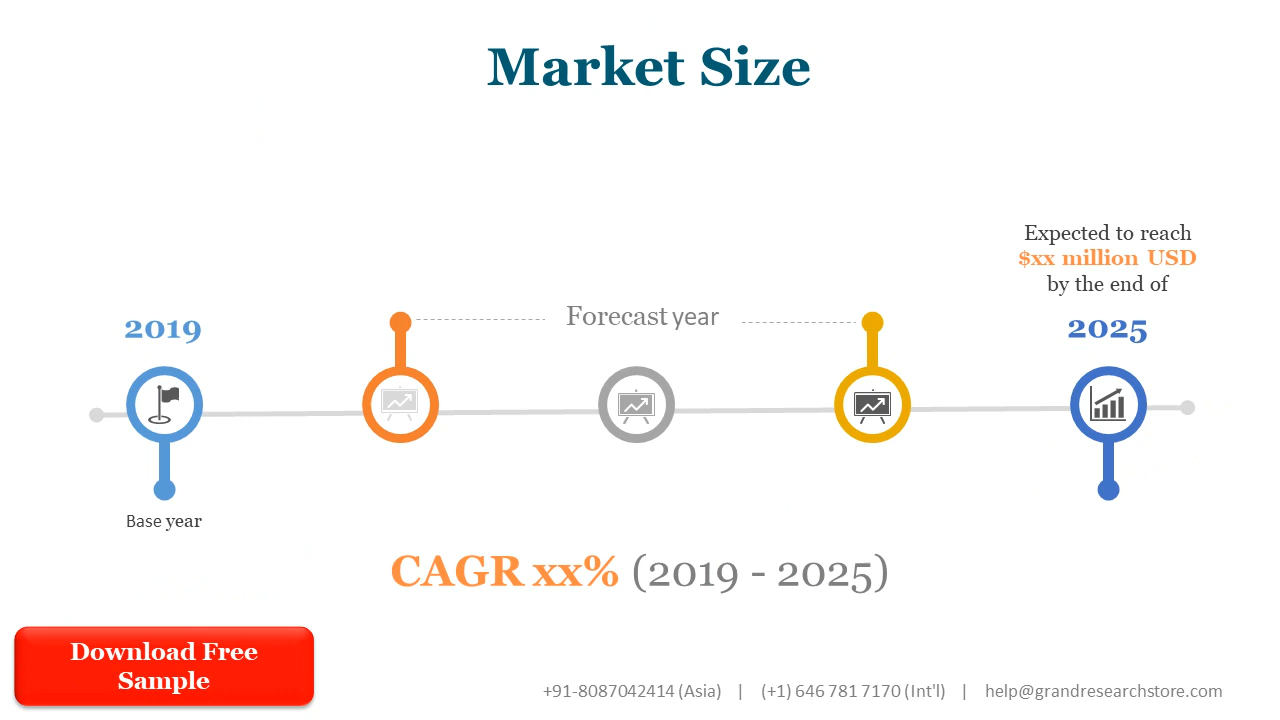 Market Size
Expected to reach
$xx million USD
by the end of
2019
Forecast year
2025
Base year
CAGR xx% (2019 - 2025)
Download Free
Sample
+91-8087042414 (Asia) | (+1) 646 781 7170 (Int'l) | help@grandresearchstore.com